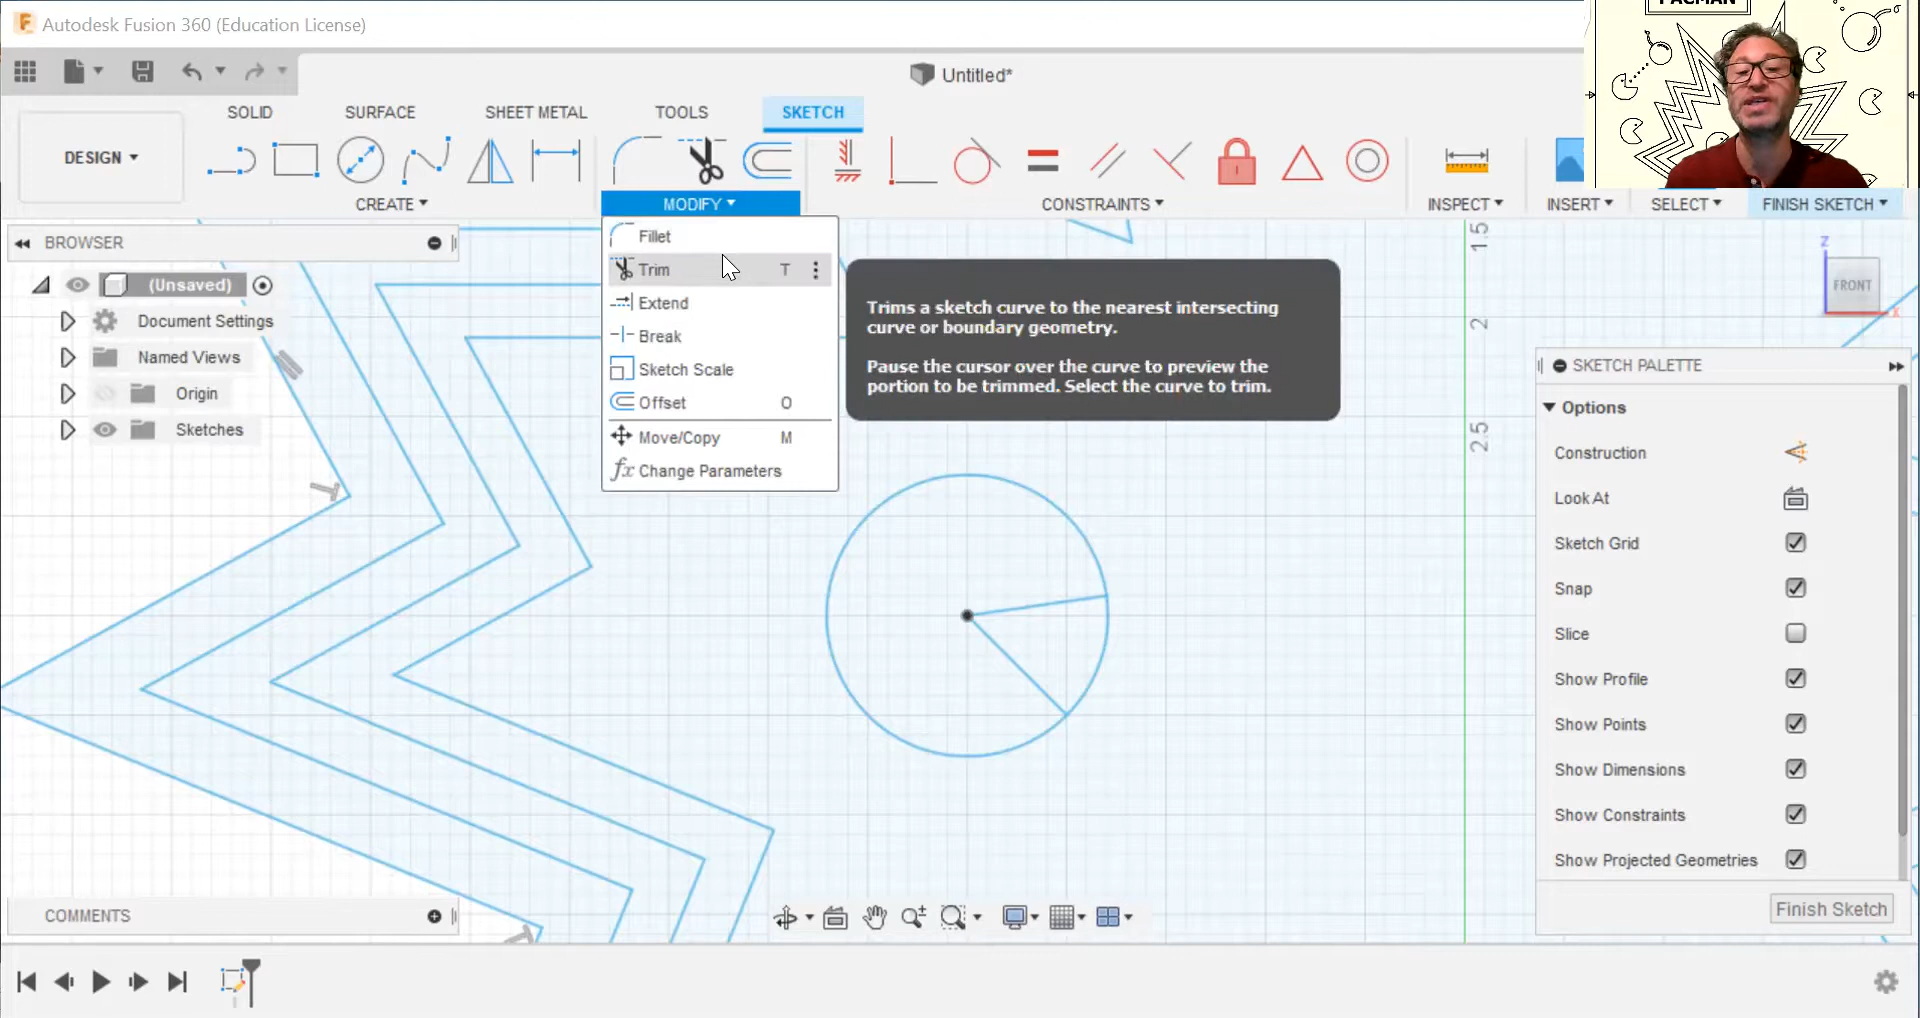 Autodesk Fusion 360 (Education License)
PACMAN
Untitled*
SOLID
SURFACE
SHEET METAL
TOOLS
SKETCH
DESIGN
CREATE
MODIFY
CONSTRAINTS
INSPECT
INSERT
SELECT
FINISH SKETCH
BROWSER
(Unsaved)
Document Settings
Named Views
Origin
Sketches
Fillet
Trim T
Extend
Break
Sketch Scale
Offset O
Move/Copy M
Change Parameters
Trims a sketch curve to the nearest intersecting
curve or boundary geometry.
Pause the cursor over the curve to preview the
portion to be trimmed. Select the curve to trim.
1.5
2
2.5
Z
FRONT
X
SKETCH PALETTE
Options
Construction
Look At
Sketch Grid
Snap
Slice
Show Profile
Show Points
Show Dimensions
Show Constraints
Show Projected Geometries
Finish Sketch
COMMENTS